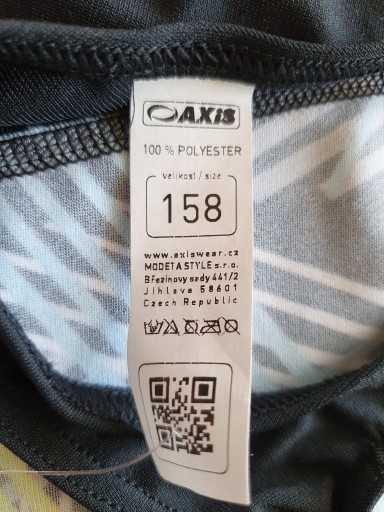 AXIS
100 % POLYESTER
velikost / size
158
www.axiswear.cz
MODETA STYLE s.r.o.
Březinovy sady 441/2
Jihlava 58601
Czech Republic